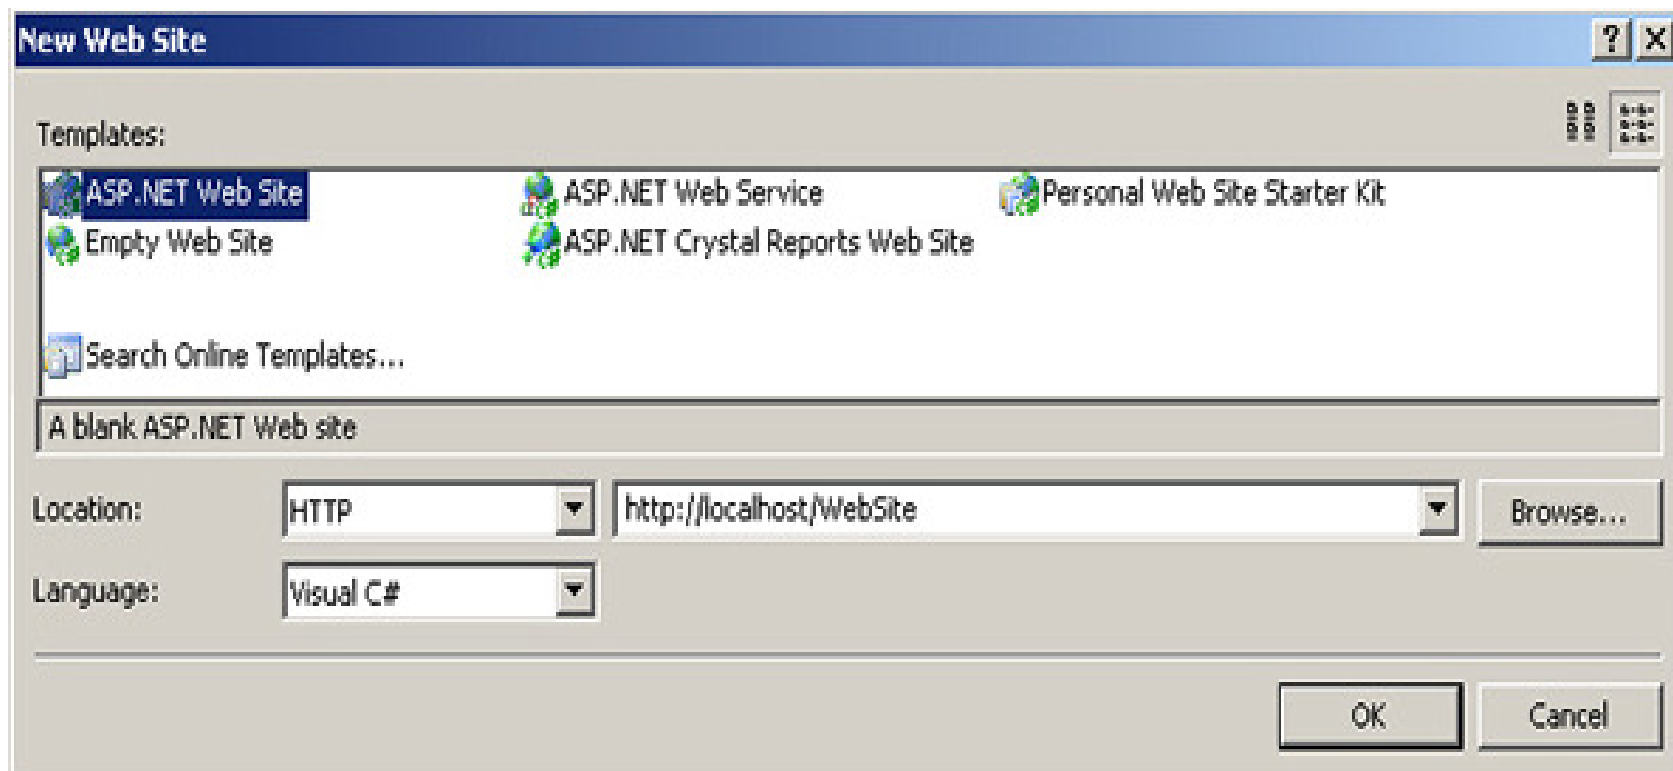 New Web Site
Templates:
ASP.NET Web Site ASP.NET Web Service Personal Web Site Starter Kit
Empty Web Site ASP.NET Crystal Reports Web Site
Search Online Templates...
A blank ASP.NET Web site
Location: HTTP http://localhost/WebSite Browse...
Language: Visual C#
OK Cancel